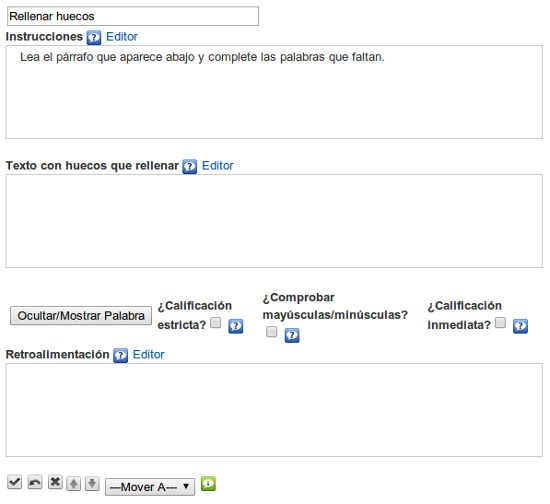 Rellenar huecos
Instrucciones ? Editor
Lea el párrafo que aparece abajo y complete las palabras que faltan.
Texto con huecos que rellenar ? Editor
Ocultar/Mostrar Palabra
¿Calificación
estricta? ?
¿Comprobar
mayúsculas/minúsculas?
?
¿Calificación
inmediata? ?
Retroalimentación ? Editor
---Mover A---